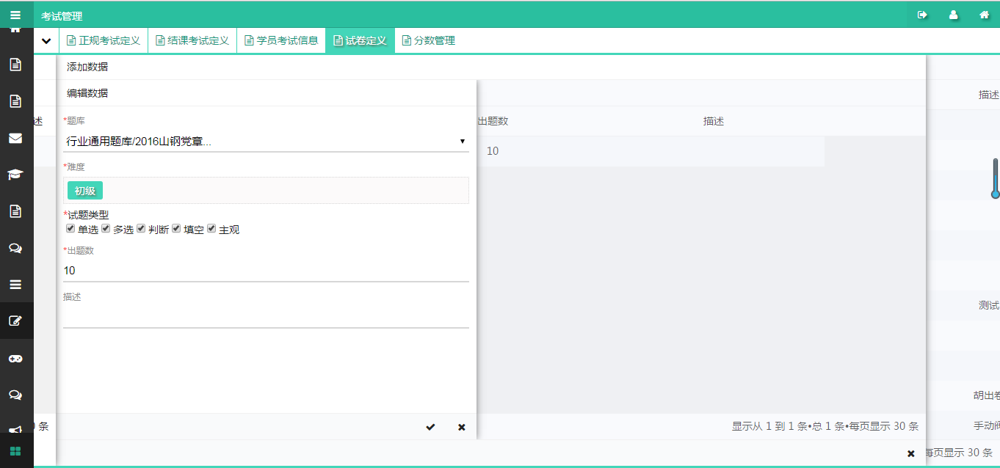 考试管理
正规考试定义 结课考试定义 学员考试信息 试卷定义 分数管理
添加数据
编辑数据
描述
述
*题库
出题数 描述
行业通用题库/2016山钢党章...
10
*难度
初级
*试题类型
单选 多选 判断 填空 主观
*出题数
10
描述
测试
胡出卷
条
显示从 1 到 1 条•总 1 条•每页显示 30 条
手动阀
每页显示 30 条